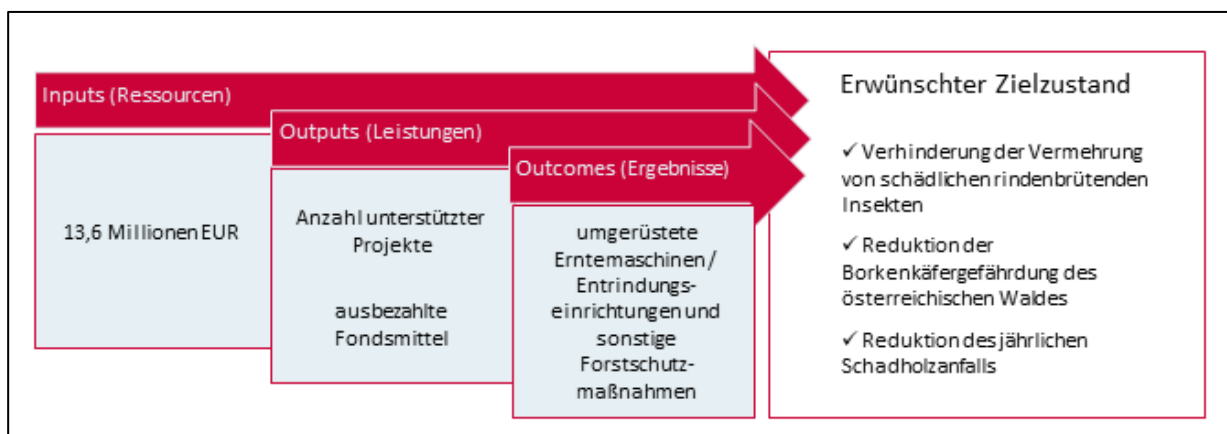 Inputs (Ressourcen)
13,6 Millionen EUR
Outputs (Leistungen)
Anzahl unterstützter
Projekte
ausbezahlte
Fondsmittel
Outcomes (Ergebnisse)
umgerüstete
Erntemaschinen /
Entrindungs-
einrichtungen und
sonstige
Forstschutz-
maßnahmen
Erwünschter Zielzustand
✓ Verhinderung der Vermehrung
von schädlichen rindenbrütenden
Insekten
✓ Reduktion der
Borkenkäfergefährdung des
österreichischen Waldes
✓ Reduktion des jährlichen
Schadholzanfalls